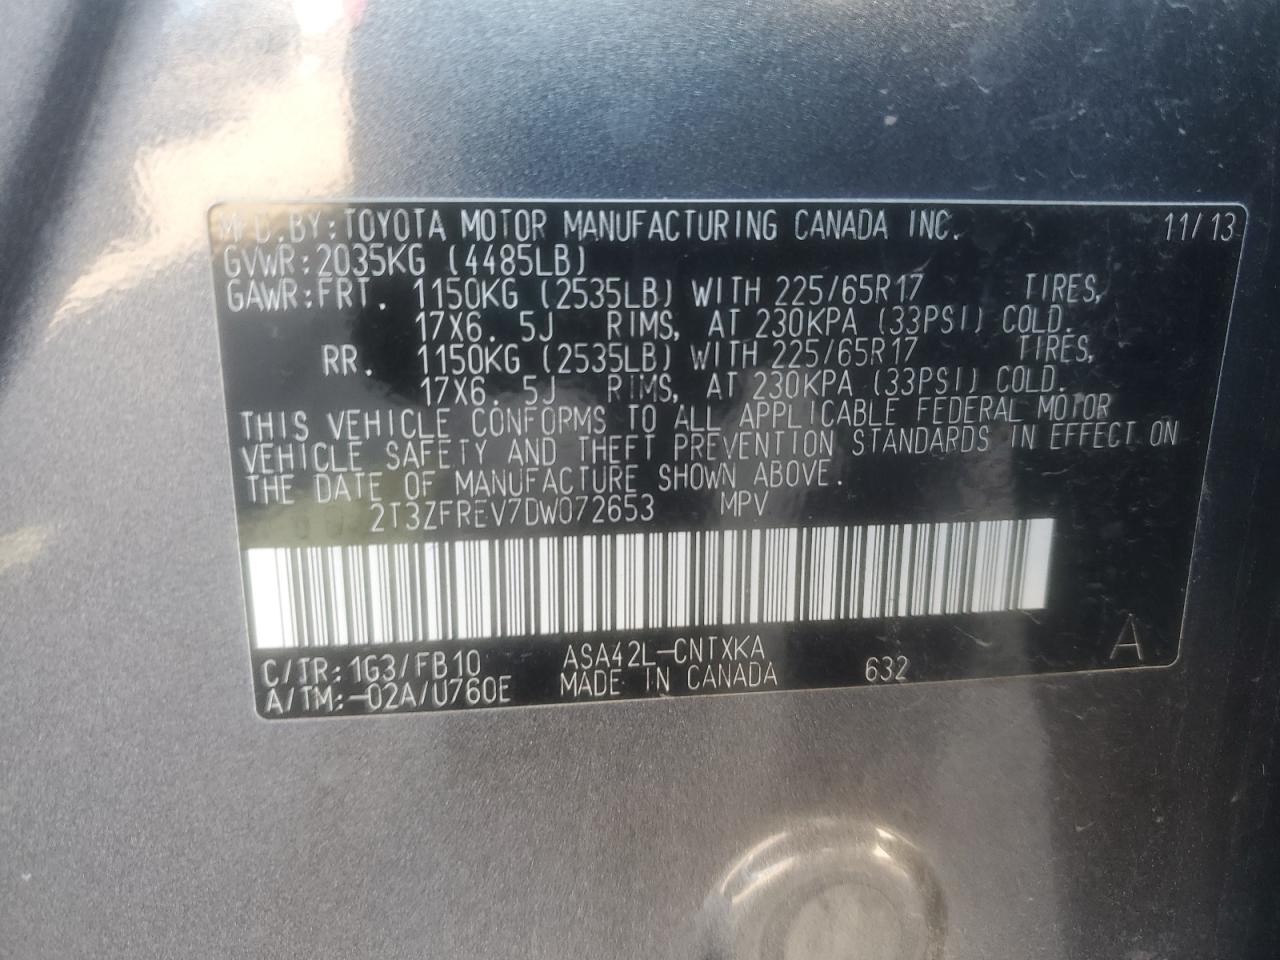 MFD. BY: TOYOTA MOTOR MANUFACTURING CANADA INC. 11/13
GVWR: 2035KG (4485LB)
GAWR: FRT. 1150KG (2535LB) WITH 225/65R17 TIRES,
17X6.5J RIMS, AT 230KPA (33PSI) COLD.
RR. 1150KG (2535LB) WITH 225/65R17 TIRES,
17X6.5J RIMS, AT 230KPA (33PSI) COLD.
THIS VEHICLE CONFORMS TO ALL APPLICABLE FEDERAL MOTOR
VEHICLE SAFETY AND THEFT PREVENTION STANDARDS IN EFFECT ON
THE DATE OF MANUFACTURE SHOWN ABOVE.
2T3ZFREV7DW072653 MPV
C/TR: 1G3/FB10 ASA42L-CNTXKA
A/TM: -02A/U760E MADE IN CANADA 632 A